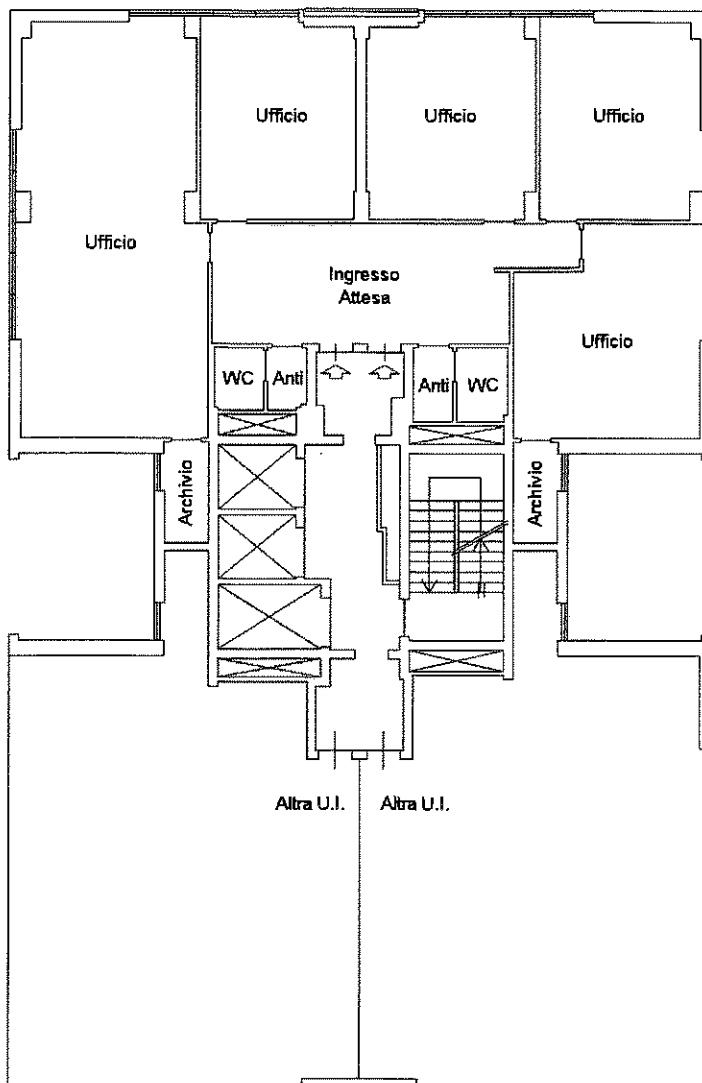 Ufficio
Ufficio
Ufficio
Ufficio
Ingresso
Attesa
Ufficio
WC
Anti
Anti
WC
Archivio
Archivio
Altra U.I.
Altra U.I.